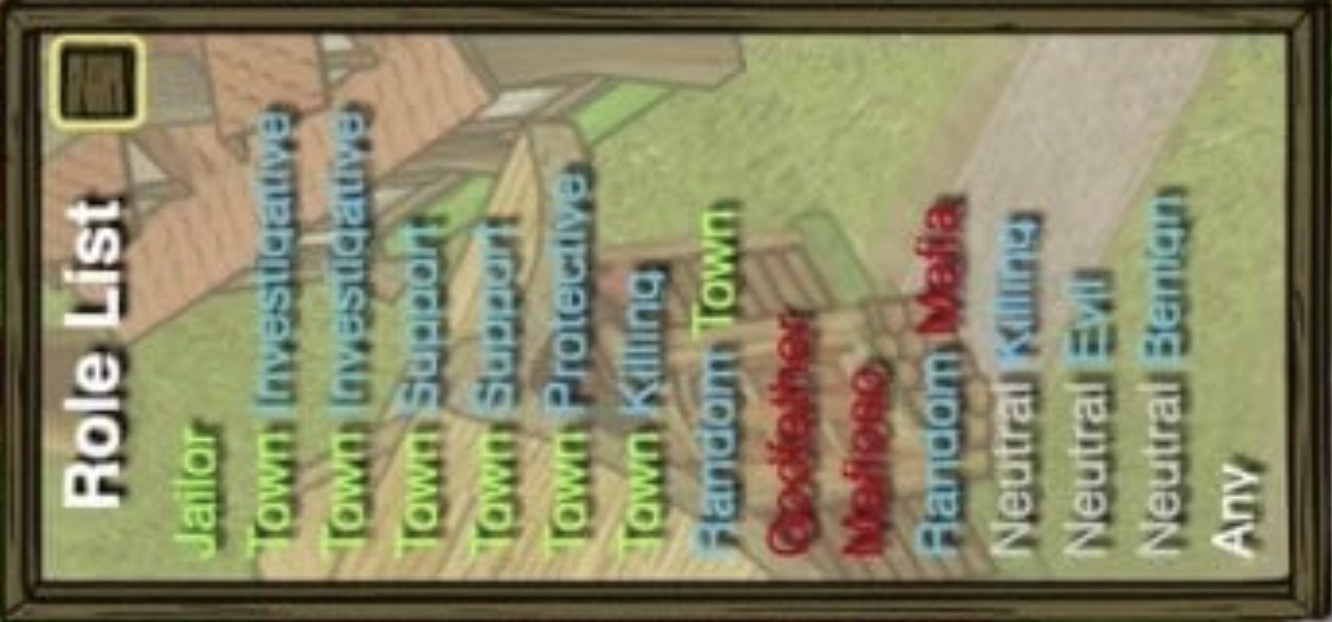 Role List
Jailor
Town Investigative
Town Investigative
Town Support
Town Support
Town Protective
Town Killing
Random Town
Godfather
Mafioso
Random Mafia
Neutral Killing
Neutral Evil
Neutral Benign
Any